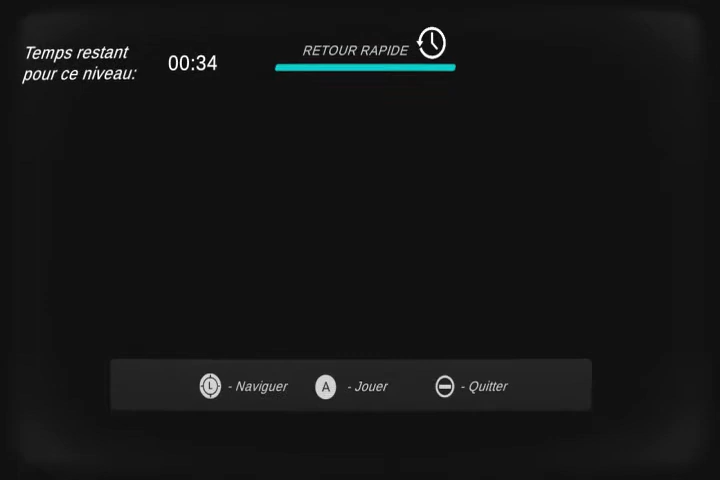 Temps restant
pour ce niveau:
00:34
RETOUR RAPIDE
L - Naviguer A - Jouer - Quitter